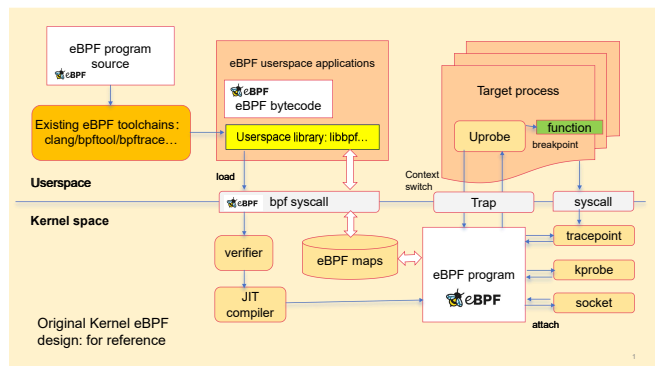 eBPF program
source
eBPF
Existing eBPF toolchains:
clang/bpftool/bpftrace…
eBPF userspace applications
eBPF
eBPF bytecode
Userspace library: libbpf…
Target process
Uprobe
function
breakpoint
Userspace
load
Context
switch
eBPF
bpf syscall
Trap
syscall
Kernel space
verifier
eBPF maps
JIT
compiler
eBPF program
eBPF
tracepoint
kprobe
socket
attach
Original Kernel eBPF
design: for reference
1